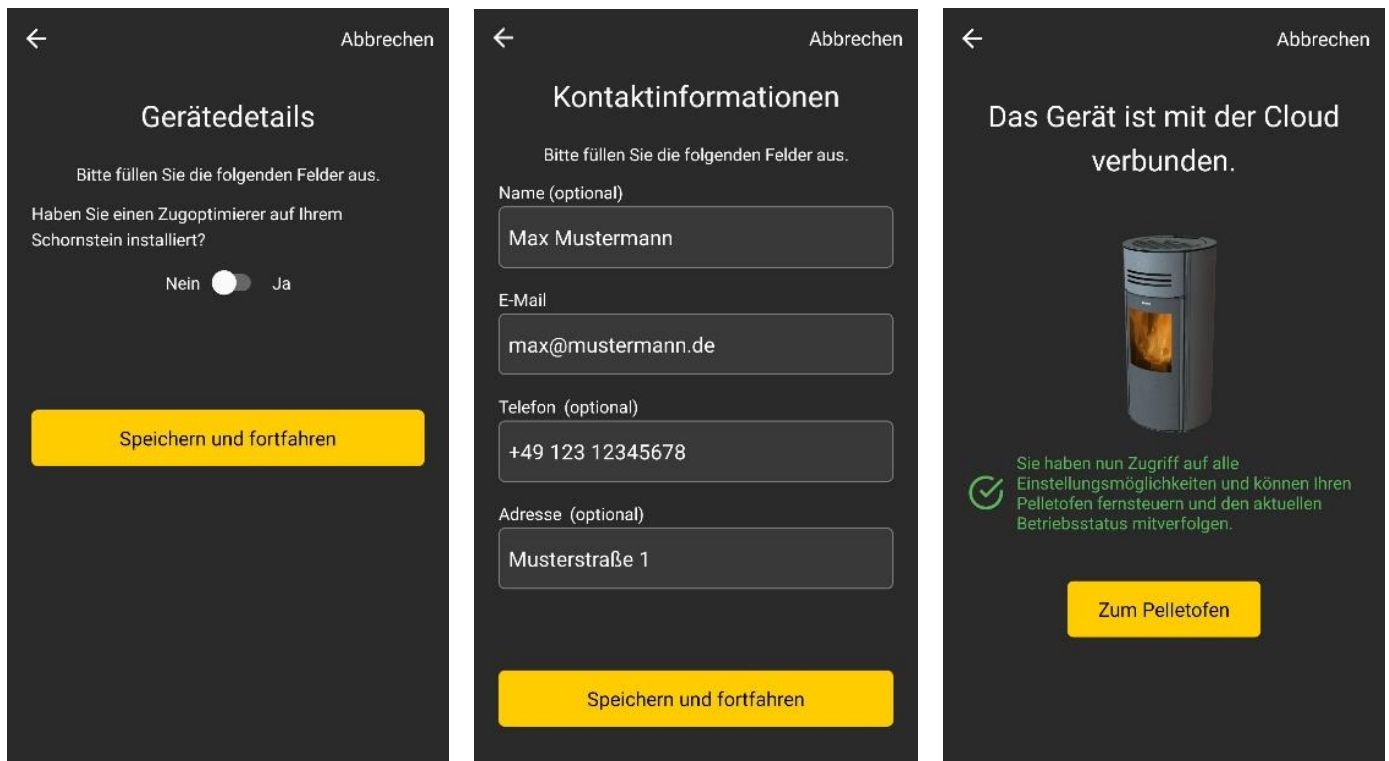 Abbrechen
Gerätedetails
Bitte füllen Sie die folgenden Felder aus.
Haben Sie einen Zugoptimierer auf Ihrem
Schornstein installiert?
Nein Ja
Speichern und fortfahren
Abbrechen
Kontaktinformationen
Bitte füllen Sie die folgenden Felder aus.
Name (optional)
Max Mustermann
E-Mail
max@mustermann.de
Telefon (optional)
+49 123 12345678
Adresse (optional)
Musterstraße 1
Speichern und fortfahren
Abbrechen
Das Gerät ist mit der Cloud
verbunden.
Sie haben nun Zugriff auf alle
Einstellungsmöglichkeiten und können Ihren
Pelletofen fernsteuern und den aktuellen
Betriebsstatus mitverfolgen.
Zum Pelletofen